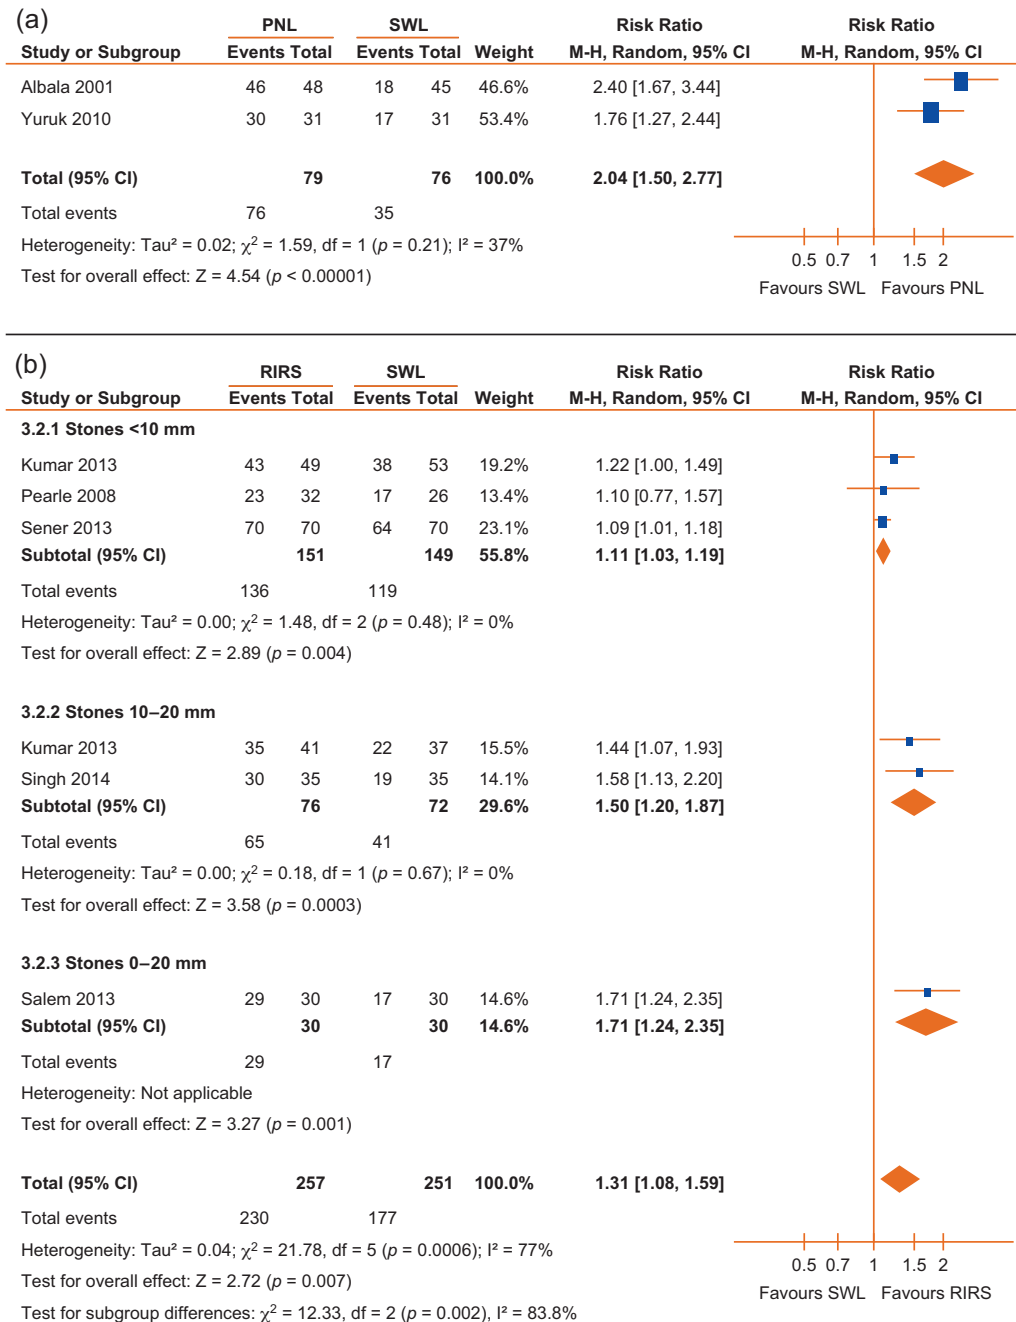 (a)
PNL SWL Risk Ratio Risk Ratio
Study or Subgroup Events Total Events Total Weight M-H, Random, 95% CI M-H, Random, 95% CI
Albala 2001 46 48 18 45 46.6% 2.40 [1.67, 3.44]
Yuruk 2010 30 31 17 31 53.4% 1.76 [1.27, 2.44]
Total (95% CI) 79 76 100.0% 2.04 [1.50, 2.77]
Total events 76 35
Heterogeneity: Tau² = 0.02; χ² = 1.59, df = 1 (p = 0.21); I² = 37%
Test for overall effect: Z = 4.54 (p < 0.00001)
0.5 0.7 1 1.5 2
Favours SWL Favours PNL
(b)
RIRS SWL Risk Ratio Risk Ratio
Study or Subgroup Events Total Events Total Weight M-H, Random, 95% CI M-H, Random, 95% CI
3.2.1 Stones <10 mm
Kumar 2013 43 49 38 53 19.2% 1.22 [1.00, 1.49]
Pearle 2008 23 32 17 26 13.4% 1.10 [0.77, 1.57]
Sener 2013 70 70 64 70 23.1% 1.09 [1.01, 1.18]
Subtotal (95% CI) 151 149 55.8% 1.11 [1.03, 1.19]
Total events 136 119
Heterogeneity: Tau² = 0.00; χ² = 1.48, df = 2 (p = 0.48); I² = 0%
Test for overall effect: Z = 2.89 (p = 0.004)
3.2.2 Stones 10–20 mm
Kumar 2013 35 41 22 37 15.5% 1.44 [1.07, 1.93]
Singh 2014 30 35 19 35 14.1% 1.58 [1.13, 2.20]
Subtotal (95% CI) 76 72 29.6% 1.50 [1.20, 1.87]
Total events 65 41
Heterogeneity: Tau² = 0.00; χ² = 0.18, df = 1 (p = 0.67); I² = 0%
Test for overall effect: Z = 3.58 (p = 0.0003)
3.2.3 Stones 0–20 mm
Salem 2013 29 30 17 30 14.6% 1.71 [1.24, 2.35]
Subtotal (95% CI) 30 30 14.6% 1.71 [1.24, 2.35]
Total events 29 17
Heterogeneity: Not applicable
Test for overall effect: Z = 3.27 (p = 0.001)
Total (95% CI) 257 251 100.0% 1.31 [1.08, 1.59]
Total events 230 177
Heterogeneity: Tau² = 0.04; χ² = 21.78, df = 5 (p = 0.0006); I² = 77%
Test for overall effect: Z = 2.72 (p = 0.007)
Test for subgroup differences: χ² = 12.33, df = 2 (p = 0.002), I² = 83.8%
0.5 0.7 1 1.5 2
Favours SWL Favours RIRS